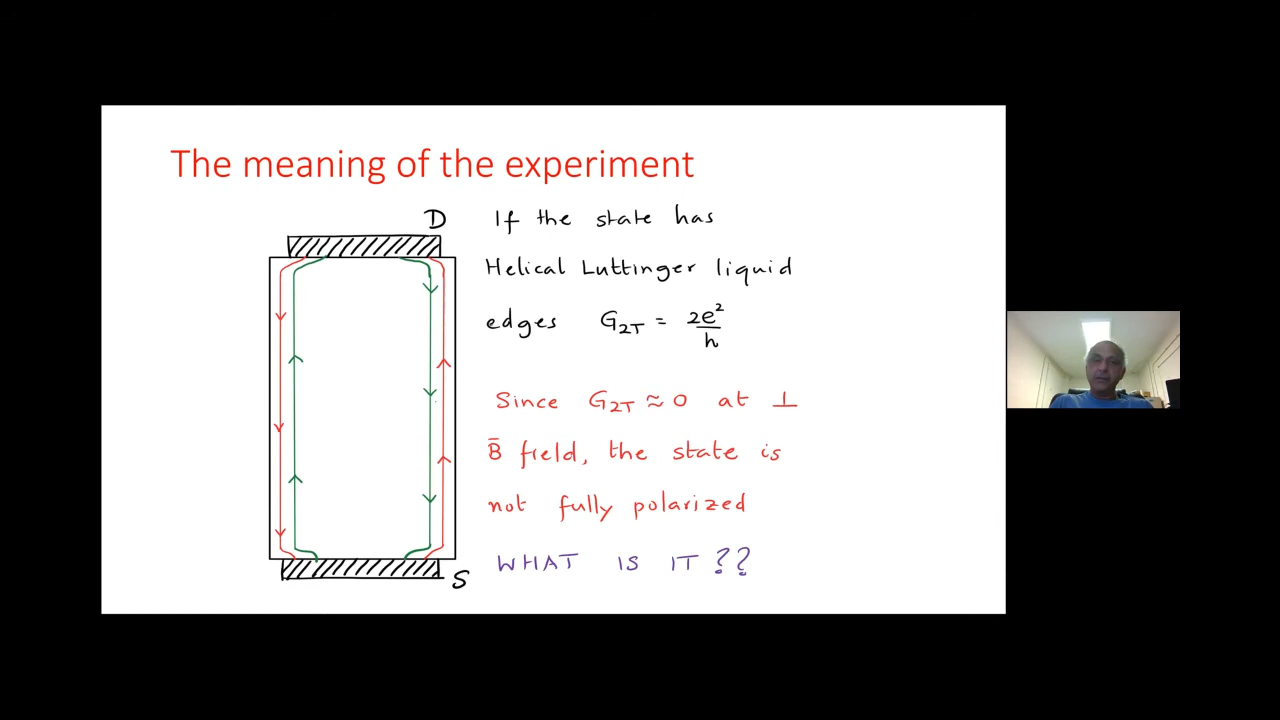 The meaning of the experiment
D
If the state has
Helical Luttinger liquid
edges G2T = 2e²/h
Since G2T ≈ 0 at ⊥
B̄ field, the state is
not fully polarized
WHAT IS IT ??
S